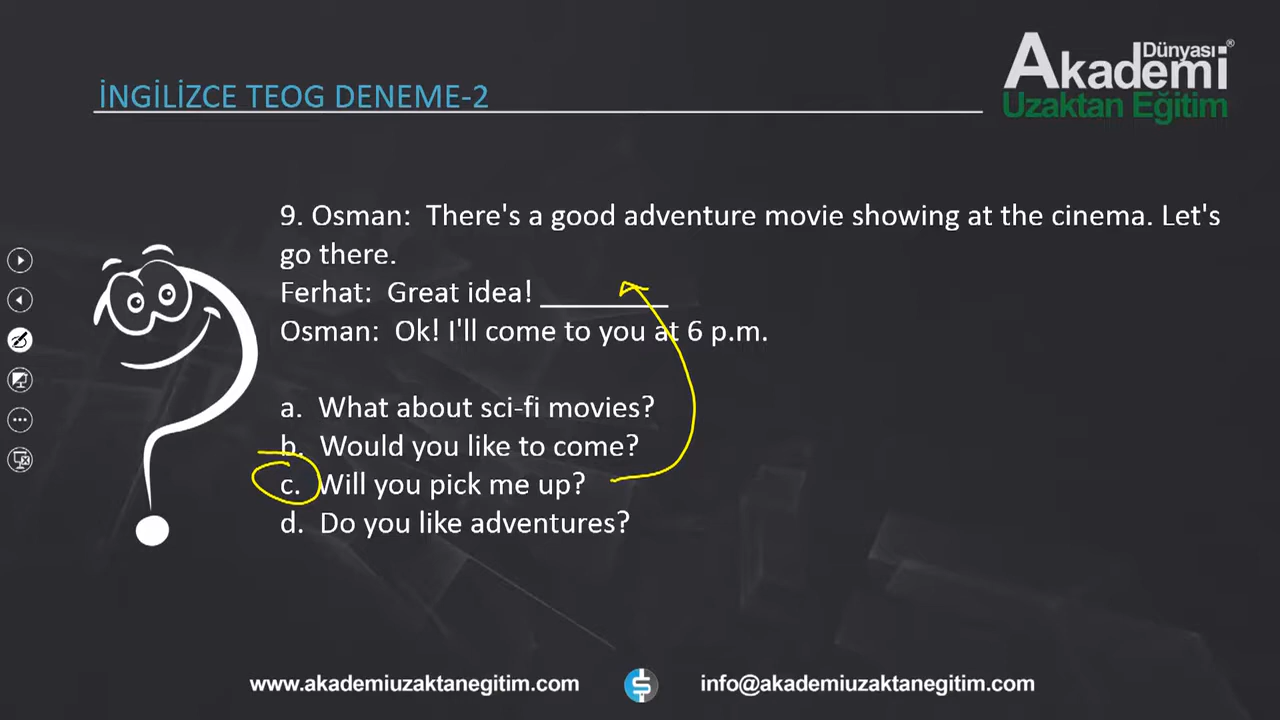 Dünyası®
Akademi
Uzaktan Eğitim
İNGİLİZCE TEOG DENEME-2
9. Osman: There's a good adventure movie showing at the cinema. Let's
go there.
Ferhat: Great idea! _________
Osman: Ok! I'll come to you at 6 p.m.
a. What about sci-fi movies?
b. Would you like to come?
c. Will you pick me up?
d. Do you like adventures?
www.akademiuzaktanegitim.com
info@akademiuzaktanegitim.com